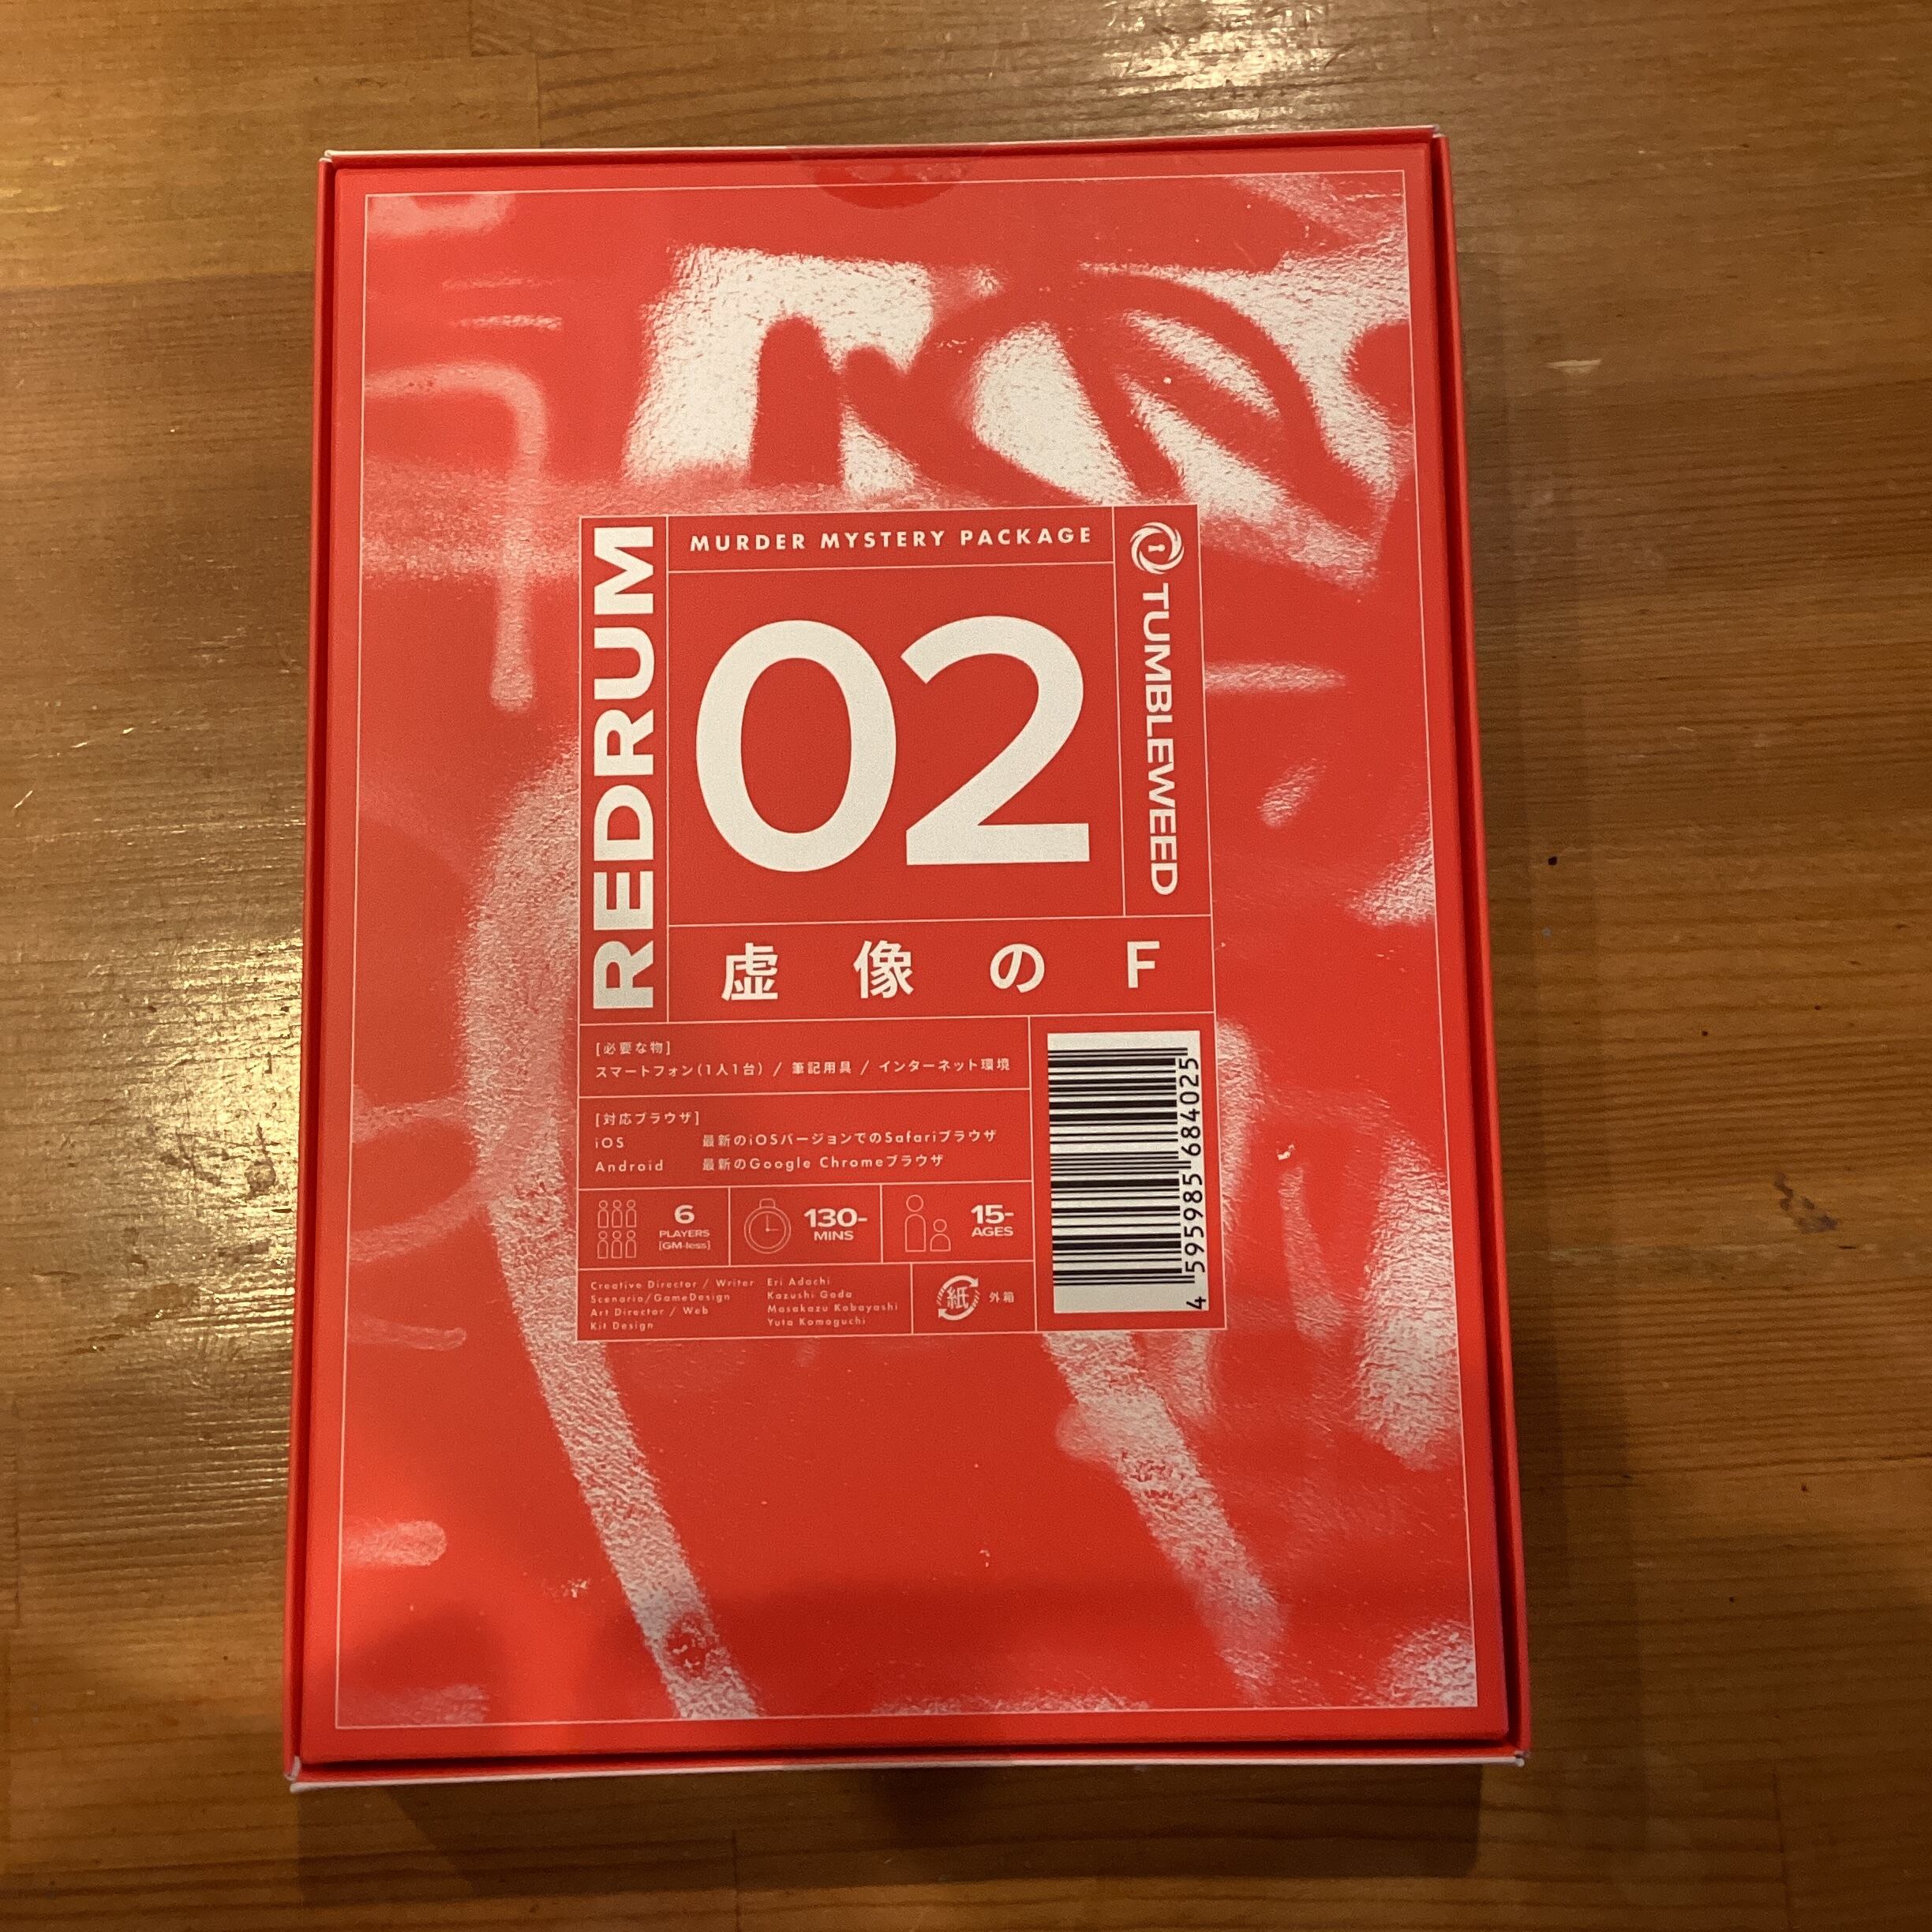 MURDER MYSTERY PACKAGE
REDRUM
02
TUMBLEWEED
虚像のF
[必要な物]
スマートフォン(1人1台) / 筆記用具 / インターネット環境
[対応ブラウザ]
iOS 最新のiOSバージョンでのSafariブラウザ
Android 最新のGoogle Chromeブラウザ
6 PLAYERS [GM-less]
130- MINS
15- AGES
Creative Director / Writer Eri Adachi
Scenario/GameDesign Kazushi Goda
Art Director / Web Masakazu Kobayashi
Kit Design Yuta Komaguchi
紙 外箱
4 595985 684025